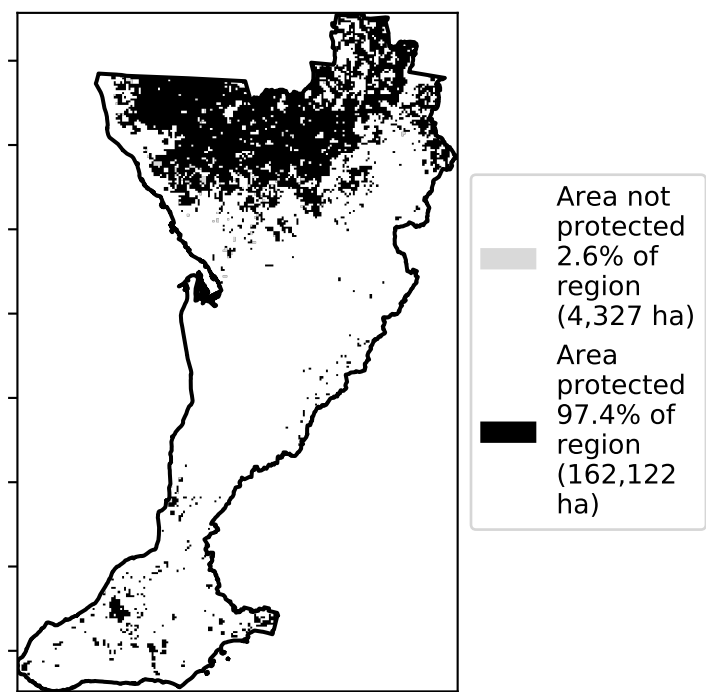 Area not
protected
2.6% of
region
(4,327 ha)
Area
protected
97.4% of
region
(162,122
ha)